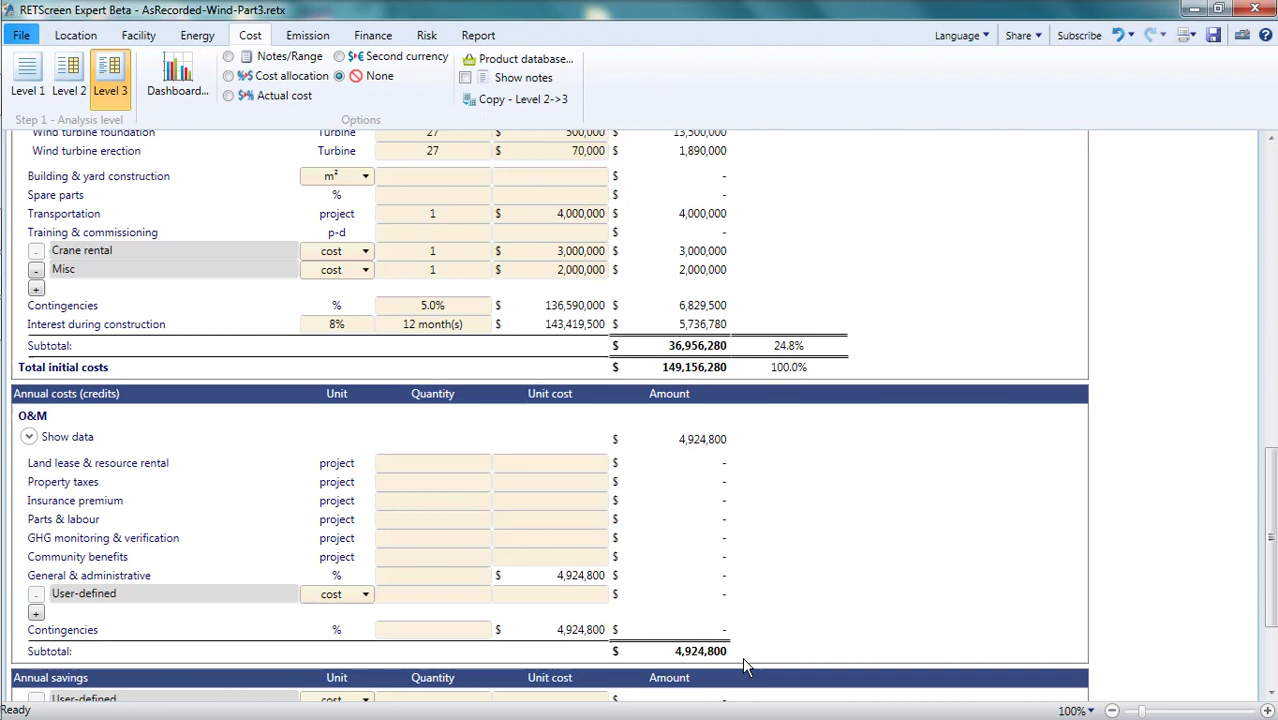 RETScreen Expert Beta - AsRecorded-Wind-Part3.retx
File Location Facility Energy Cost Emission Finance Risk Report Language Share Subscribe
Level 1 Level 2 Level 3
Step 1 - Analysis level
Dashboard...
Notes/Range
$€ Second currency
%$ Cost allocation
None
$% Actual cost
Options
Product database...
Show notes
Copy - Level 2->3
Wind turbine foundation Turbine 27 500,000 13,500,000
Wind turbine erection Turbine 27 $ 70,000 $ 1,890,000
Building & yard construction m² $ -
Spare parts % $ -
Transportation project 1 $ 4,000,000 $ 4,000,000
Training & commissioning p-d $ -
- Crane rental cost 1 $ 3,000,000 $ 3,000,000
- Misc cost 1 $ 2,000,000 $ 2,000,000
+
Contingencies % 5.0% $ 136,590,000 $ 6,829,500
Interest during construction 8% 12 month(s) $ 143,419,500 $ 5,736,780
Subtotal: $ 36,956,280 24.8%
Total initial costs $ 149,156,280 100.0%
Annual costs (credits) Unit Quantity Unit cost Amount
O&M
Show data $ 4,924,800
Land lease & resource rental project $ -
Property taxes project $ -
Insurance premium project $ -
Parts & labour project $ -
GHG monitoring & verification project $ -
Community benefits project $ -
General & administrative % $ 4,924,800 $ -
- User-defined cost $ -
+
Contingencies % $ 4,924,800 $ -
Subtotal: $ 4,924,800
Annual savings Unit Quantity Unit cost Amount
User-defined cost $ -
Ready 100%